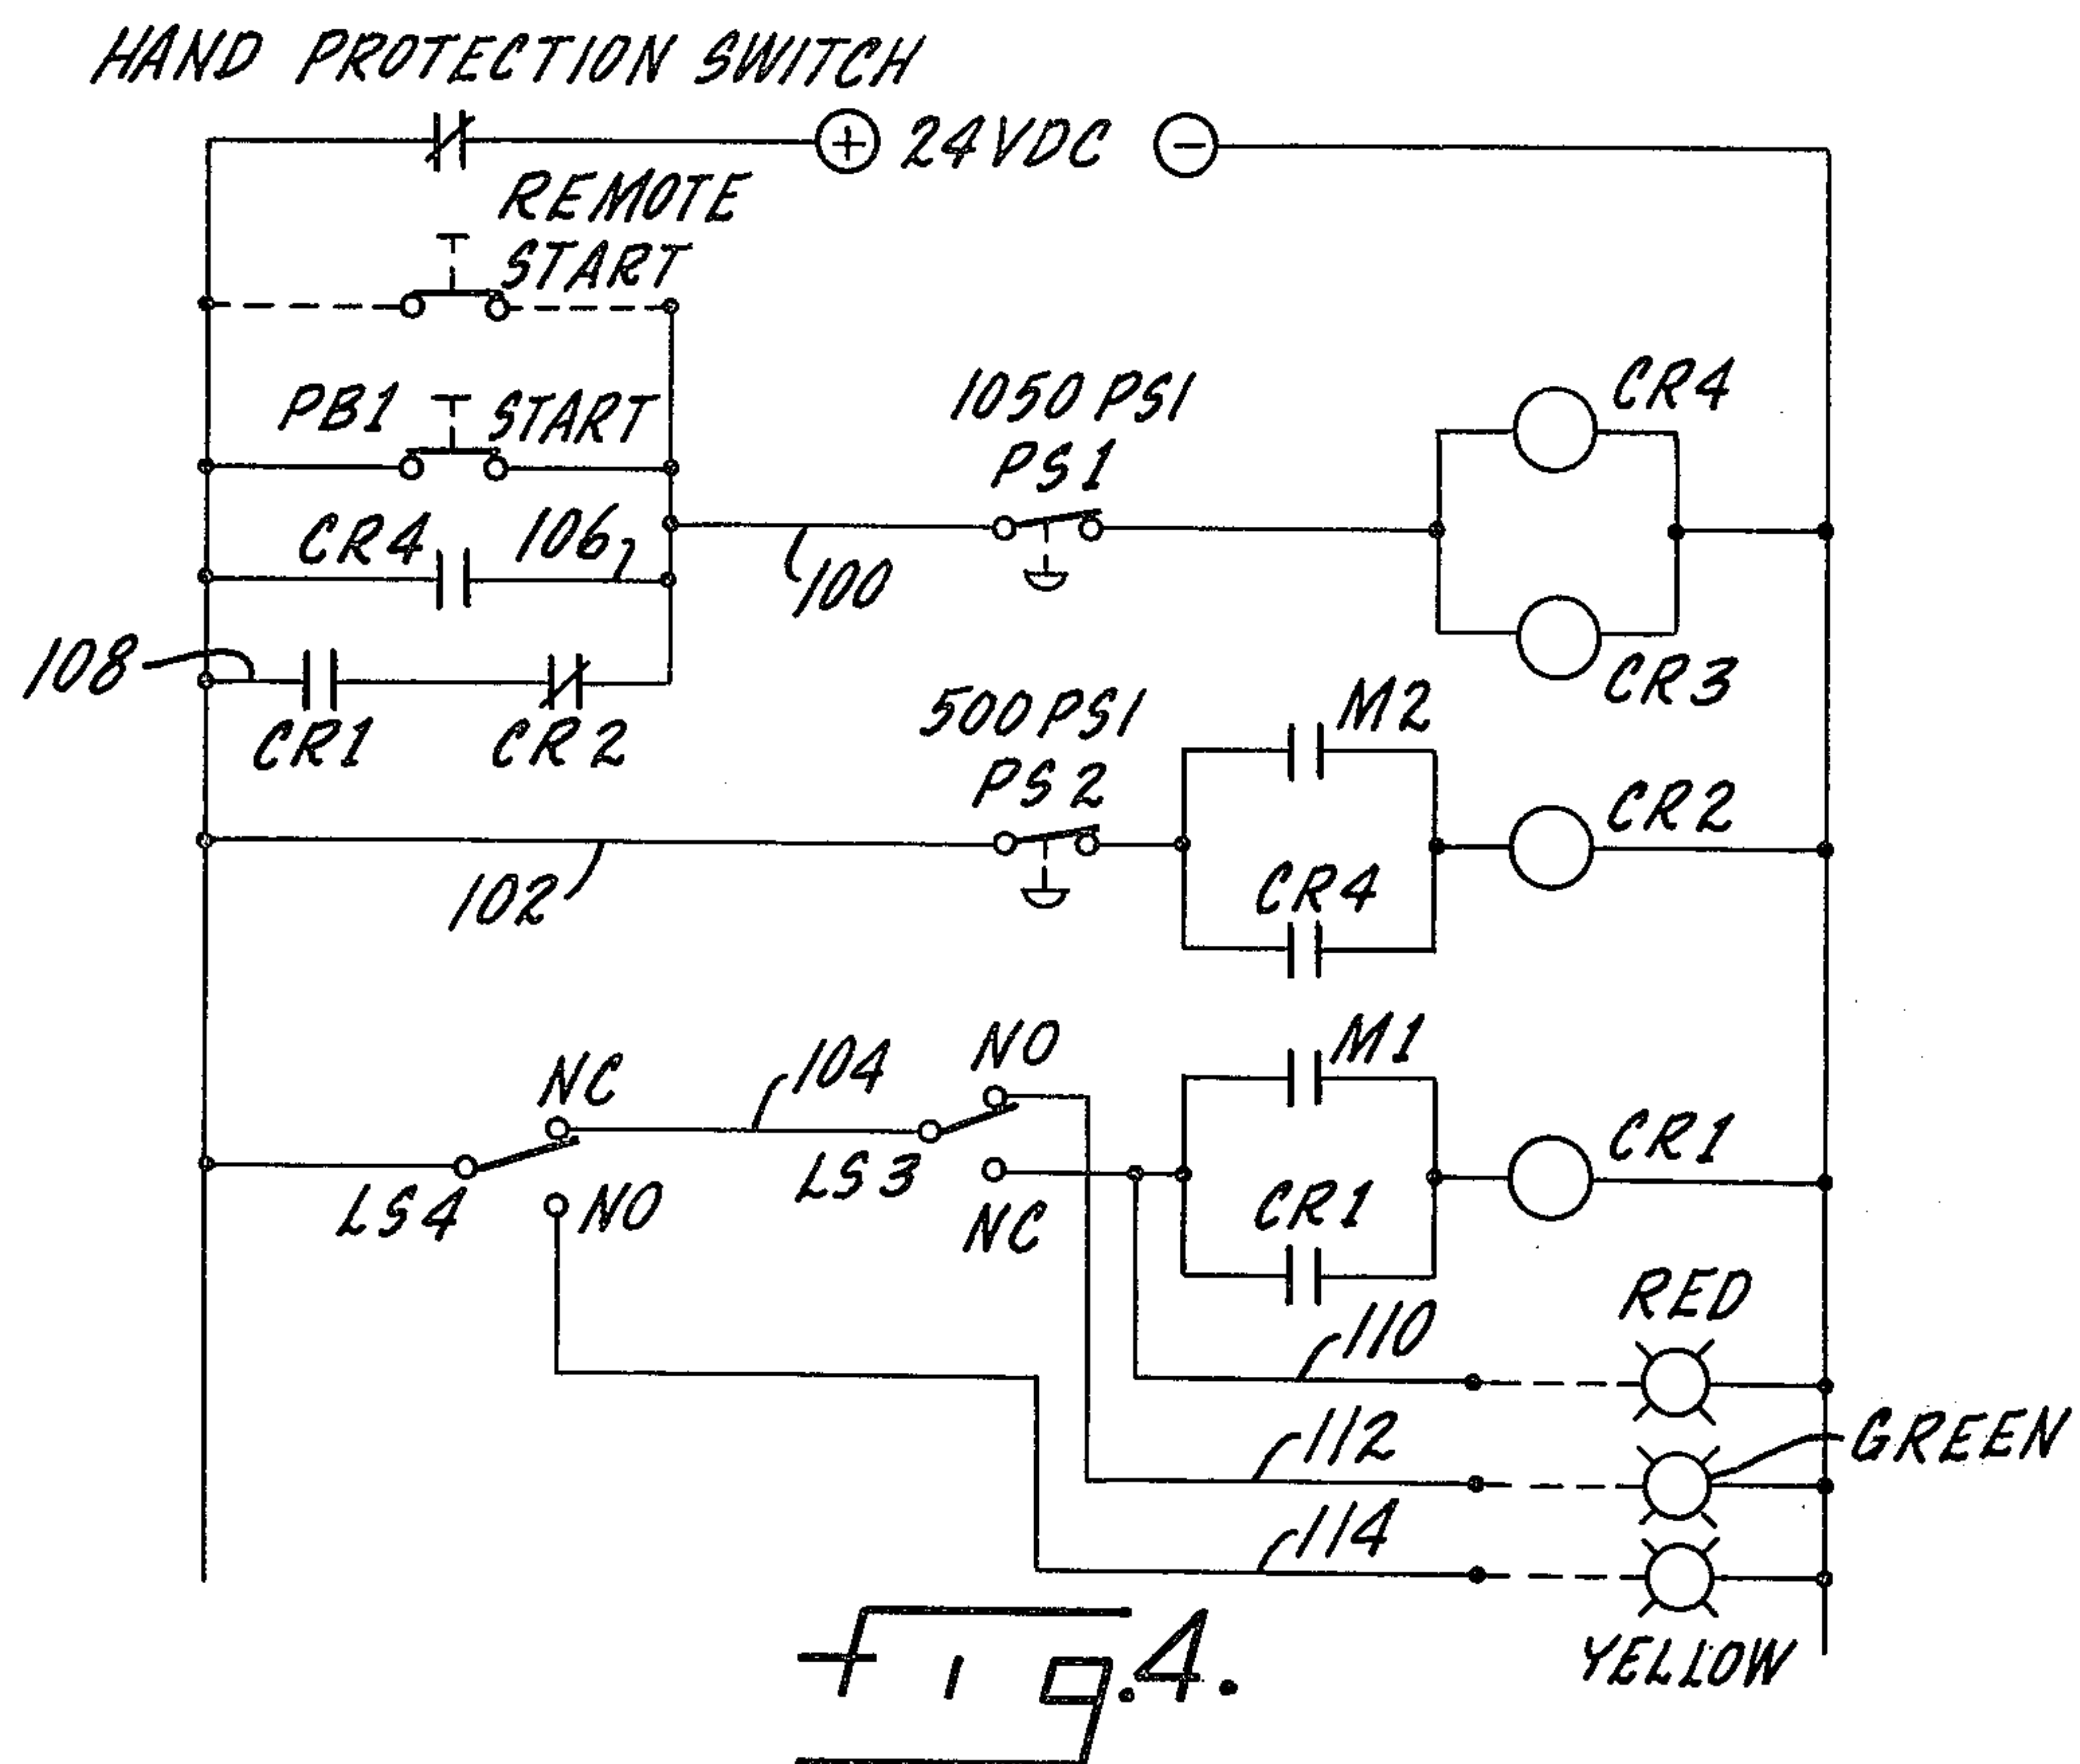 HAND PROTECTION SWITCH
+ 24VDC −
REMOTE
START
PB1 START
1050 PSI
PS1
CR4
CR4 106
100
108
CR1 CR2
CR3
500 PSI
PS2
M2
CR2
102
CR4
NC
104
NO
M1
LS4
NO
LS3
NC
CR1
CR1
RED
110
112
GREEN
114
YELLOW
Fig.4.